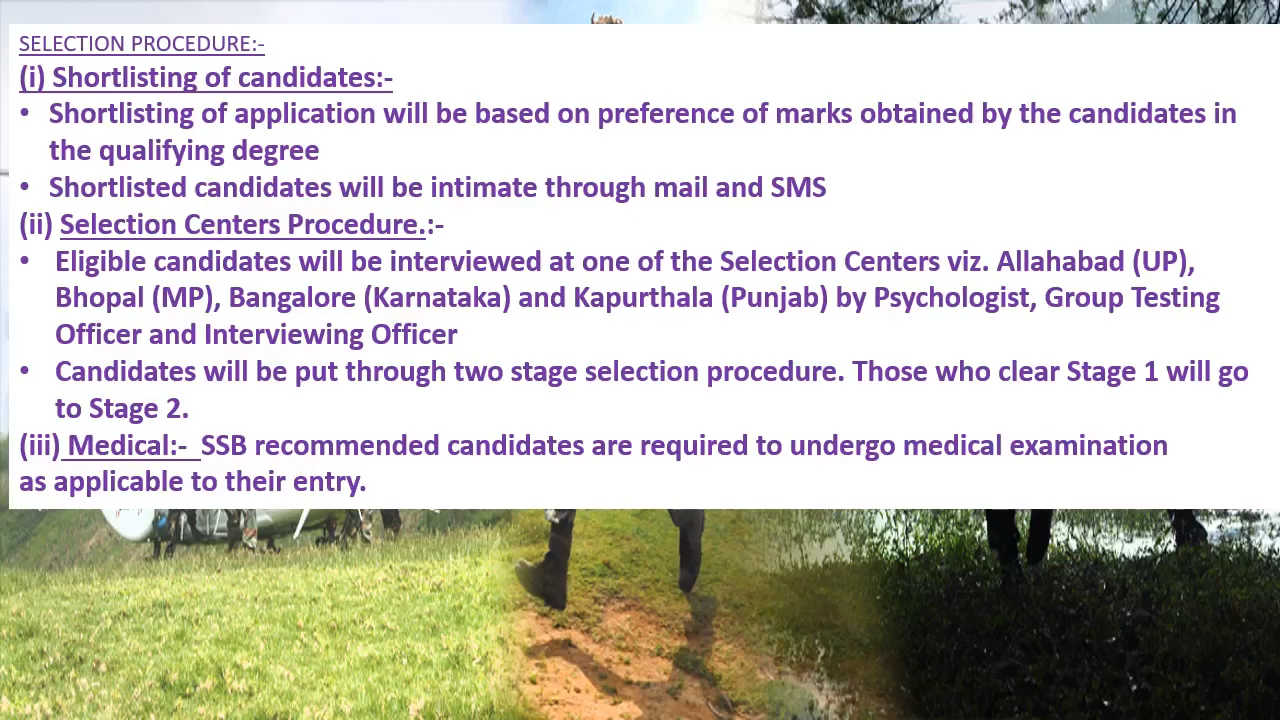 SELECTION PROCEDURE:-
(i) Shortlisting of candidates:-
• Shortlisting of application will be based on preference of marks obtained by the candidates in
the qualifying degree
• Shortlisted candidates will be intimate through mail and SMS
(ii) Selection Centers Procedure.:-
• Eligible candidates will be interviewed at one of the Selection Centers viz. Allahabad (UP),
Bhopal (MP), Bangalore (Karnataka) and Kapurthala (Punjab) by Psychologist, Group Testing
Officer and Interviewing Officer
• Candidates will be put through two stage selection procedure. Those who clear Stage 1 will go
to Stage 2.
(iii) Medical:- SSB recommended candidates are required to undergo medical examination
as applicable to their entry.